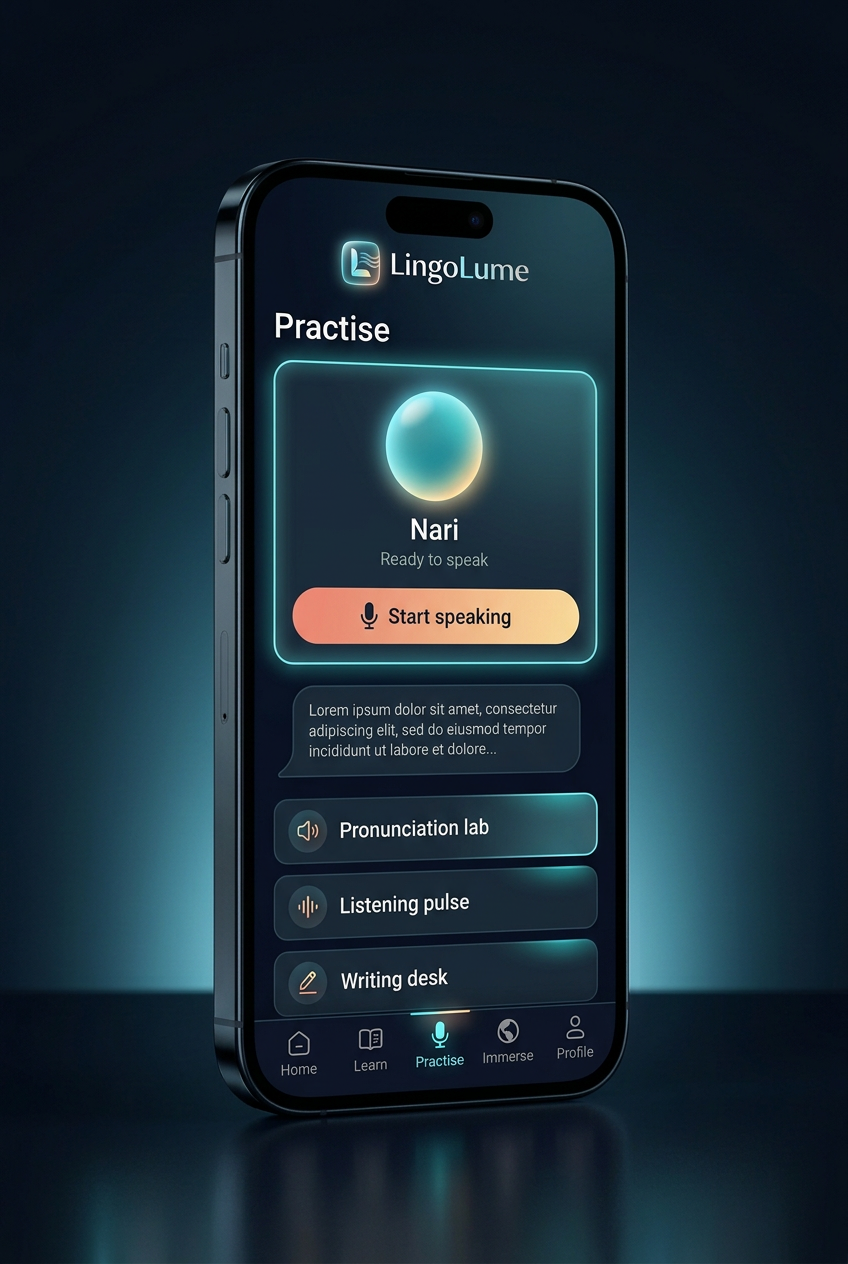 LingoLume
Practise
Nari
Ready to speak
Start speaking
Lorem ipsum dolor sit amet, consectetur
adipiscing elit, sed do eiusmod tempor
incididunt ut labore et dolore...
Pronunciation lab
Listening pulse
Writing desk
Home
Learn
Practise
Immerse
Profile